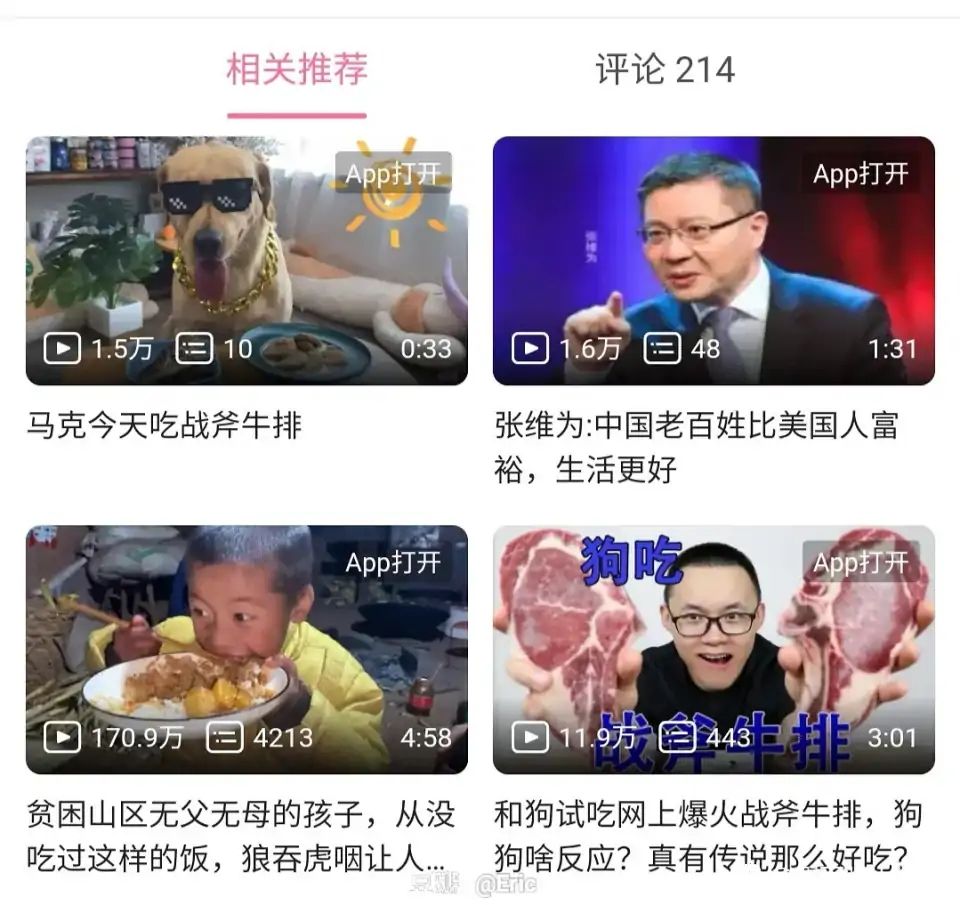 相关推荐
评论 214
App打开
1.5万
10
0:33
App打开
张维为
1.6万
48
1:31
马克今天吃战斧牛排
张维为:中国老百姓比美国人富
裕，生活更好
App打开
170.9万
4213
4:58
狗吃
App打开
战斧牛排
11.9万
443
3:01
贫困山区无父无母的孩子，从没
吃过这样的饭，狼吞虎咽让人...
和狗试吃网上爆火战斧牛排，狗
狗啥反应？真有传说那么好吃？
豆瓣 @Eric